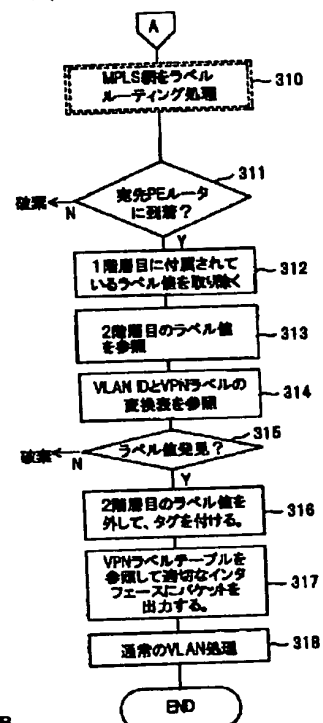 A
MPLS網をラベル
ルーティング処理
310
宛先PEルータ
に到着？
311
破棄
N
Y
1階層目に付属されて
いるラベル値を取り除く
312
2階層目のラベル値
を参照
313
VLAN IDとVPNラベルの
変換表を参照
314
ラベル値発見？
315
破棄
N
Y
2階層目のラベル値を
外して、タグを付ける。
316
VPNラベルテーブルを
参照して適切なインタ
フェースにパケットを
出力する。
317
通常のVLAN処理
318
END